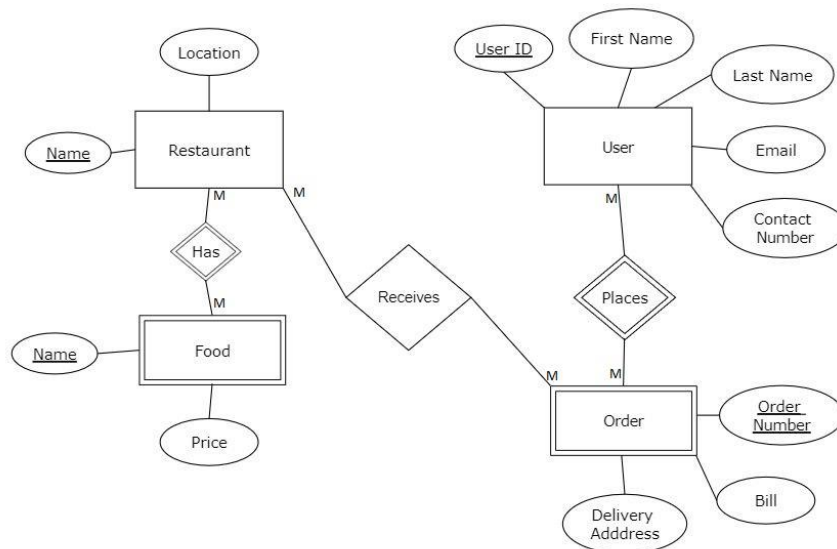 Location
Name
Restaurant
M
M
Has
M
Name
Food
Price
Receives
User ID
First Name
Last Name
User
Email
Contact
Number
M
Places
M
M
Order
Order
Number
Bill
Delivery
Adddress